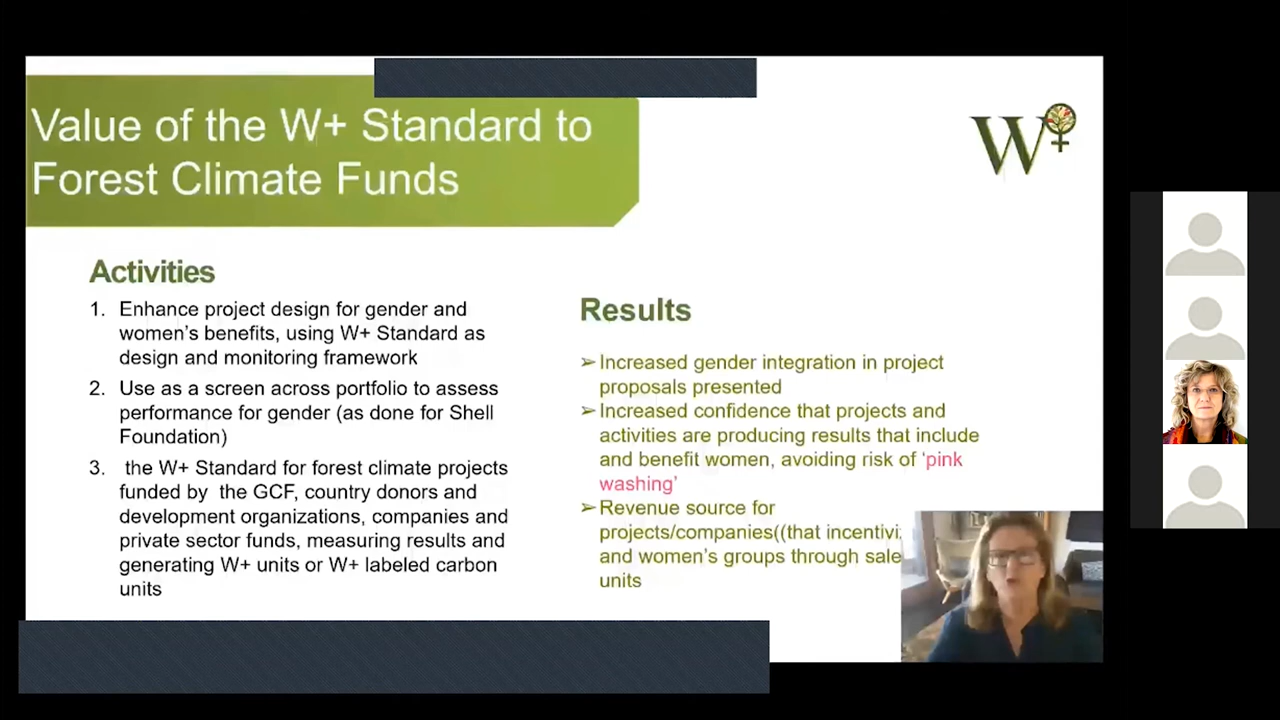 Value of the W+ Standard to
Forest Climate Funds
W
Activities
1. Enhance project design for gender and
women's benefits, using W+ Standard as
design and monitoring framework
2. Use as a screen across portfolio to assess
performance for gender (as done for Shell
Foundation)
3. the W+ Standard for forest climate projects
funded by the GCF, country donors and
development organizations, companies and
private sector funds, measuring results and
generating W+ units or W+ labeled carbon
units
Results
➢Increased gender integration in project
proposals presented
➢Increased confidence that projects and
activities are producing results that include
and benefit women, avoiding risk of ‘pink
washing’
➢Revenue source for
projects/companies((that
and women's groups through sale
units